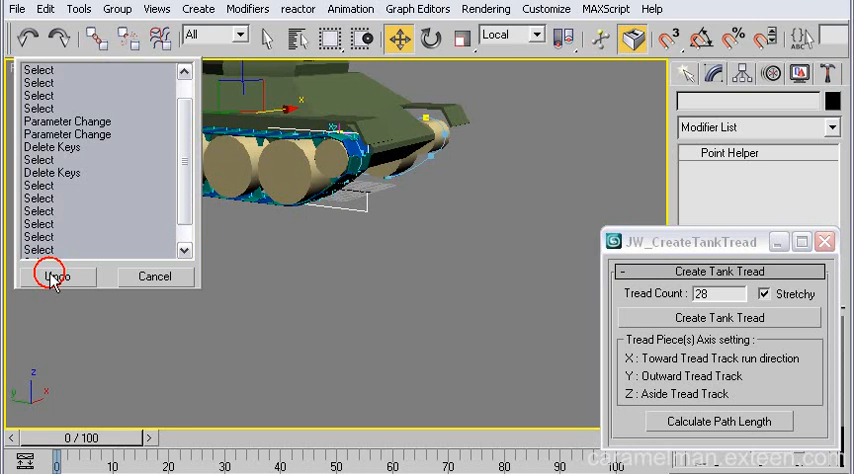 File Edit Tools Group Views Create Modifiers reactor Animation Graph Editors Rendering Customize MAXScript Help
All
Local
Select
Select
Select
Select
Parameter Change
Parameter Change
Delete Keys
Select
Delete Keys
Select
Select
Select
Select
Select
Select
Undo Cancel
x
Modifier List
Point Helper
JW_CreateTankTread
- Create Tank Tread
Tread Count : 28 Stretchy
Create Tank Tread
Tread Piece(s) Axis setting :
X : Toward Tread Track run direction
Y : Outward Tread Track
Z : Aside Tread Track
Calculate Path Length
z
y x
< 0 / 100 >
0 10 20 30 40 50 60 70 80 90 100
caramelman.exteen.com